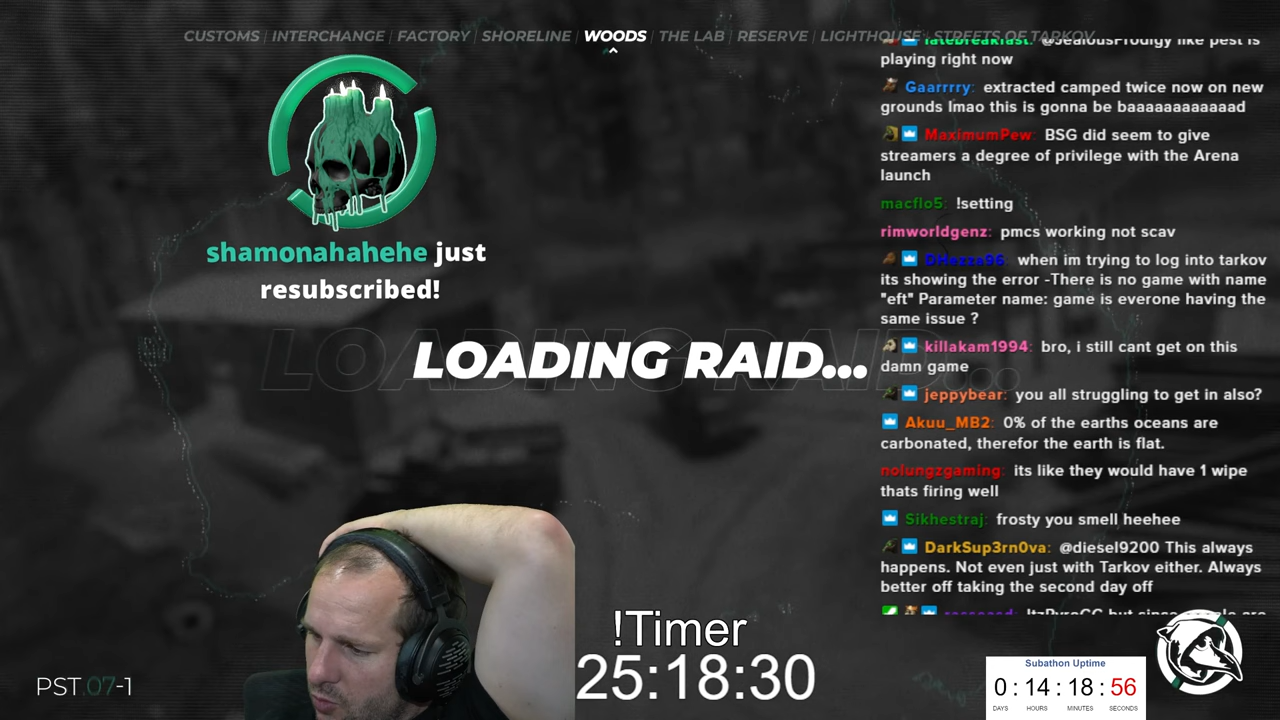 CUSTOMS | INTERCHANGE | FACTORY | SHORELINE | WOODS | THE LAB | RESERVE | LIGHTHOUSE | STREETS OF TARKOV
shamonahahehe just
resubscribed!
LOADING RAID...
latebreakfast: @JealousProdigy like pest is
playing right now
Gaarrrry: extracted camped twice now on new
grounds lmao this is gonna be baaaaaaaaaaaad
MaximumPew: BSG did seem to give
streamers a degree of privilege with the Arena
launch
macflo5: !setting
rimworldgenz: pmcs working not scav
DHezza96: when im trying to log into tarkov
its showing the error -There is no game with name
"eft" Parameter name: game is everone having the
same issue ?
killakam1994: bro, i still cant get on this
damn game
jeppybear: you all struggling to get in also?
Akuu_MB2: 0% of the earths oceans are
carbonated, therefor the earth is flat.
nolungzgaming: its like they would have 1 wipe
thats firing well
Sikhestraj: frosty you smell heehee
DarkSup3rn0va: @diesel9200 This always
happens. Not even just with Tarkov either. Always
better off taking the second day off
!Timer
25:18:30
Subathon Uptime
0 : 14 : 18 : 56
DAYS HOURS MINUTES SECONDS
PST.07-1